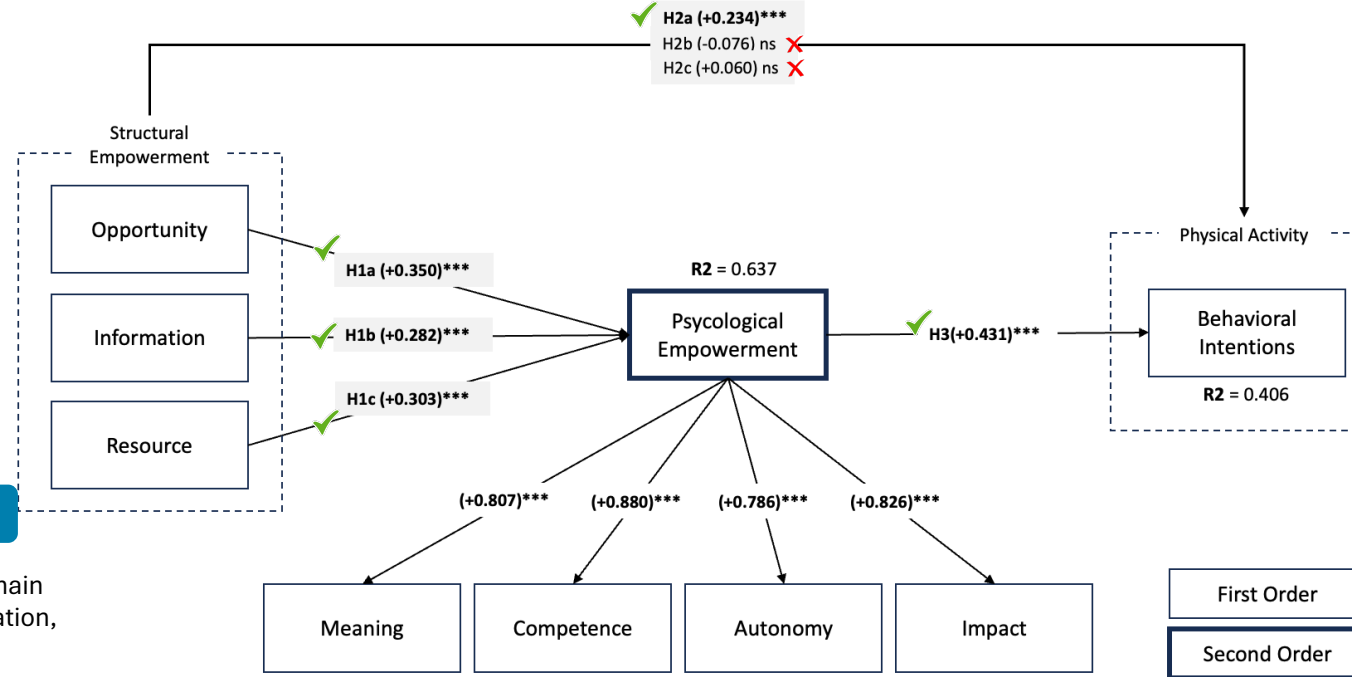 H2a (+0.234)***
H2b (-0.076) ns
H2c (+0.060) ns
Structural
Empowerment
Opportunity
Information
Resource
H1a (+0.350)***
H1b (+0.282)***
H1c (+0.303)***
R2 = 0.637
Psycological
Empowerment
H3(+0.431)***
Physical Activity
Behavioral
Intentions
R2 = 0.406
(+0.807)***
(+0.880)***
(+0.786)***
(+0.826)***
Meaning
Competence
Autonomy
Impact
First Order
Second Order